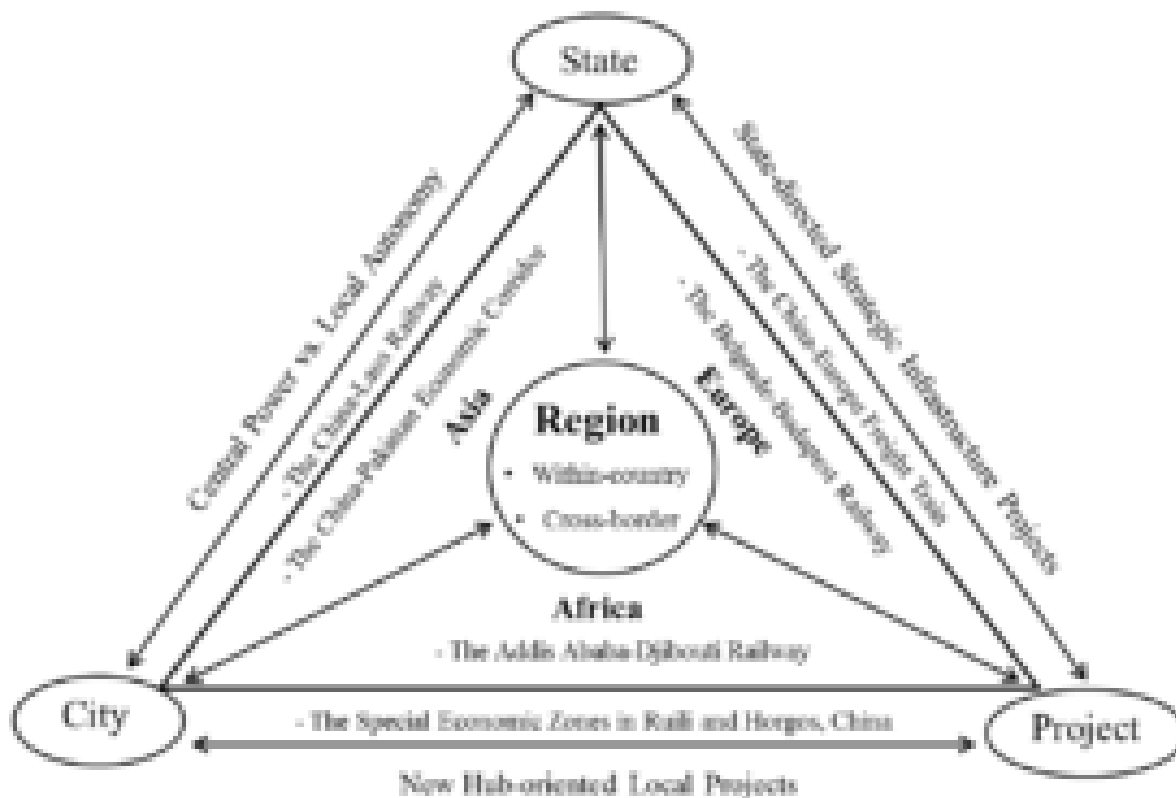 State
Central Power vs. Local Autonomy
- The China-Laos Railway
- The China-Pakistan Economic Corridor
State-directed Strategic Infrastructure Projects
- The China-Europe Freight Train
- The Belgrade-Budapest Railway
Asia
Europe
Region
• Within-country
• Cross-border
Africa
- The Addis Ababa-Djibouti Railway
City
Project
- The Special Economic Zones in Ruili and Horgos, China
New Hub-oriented Local Projects